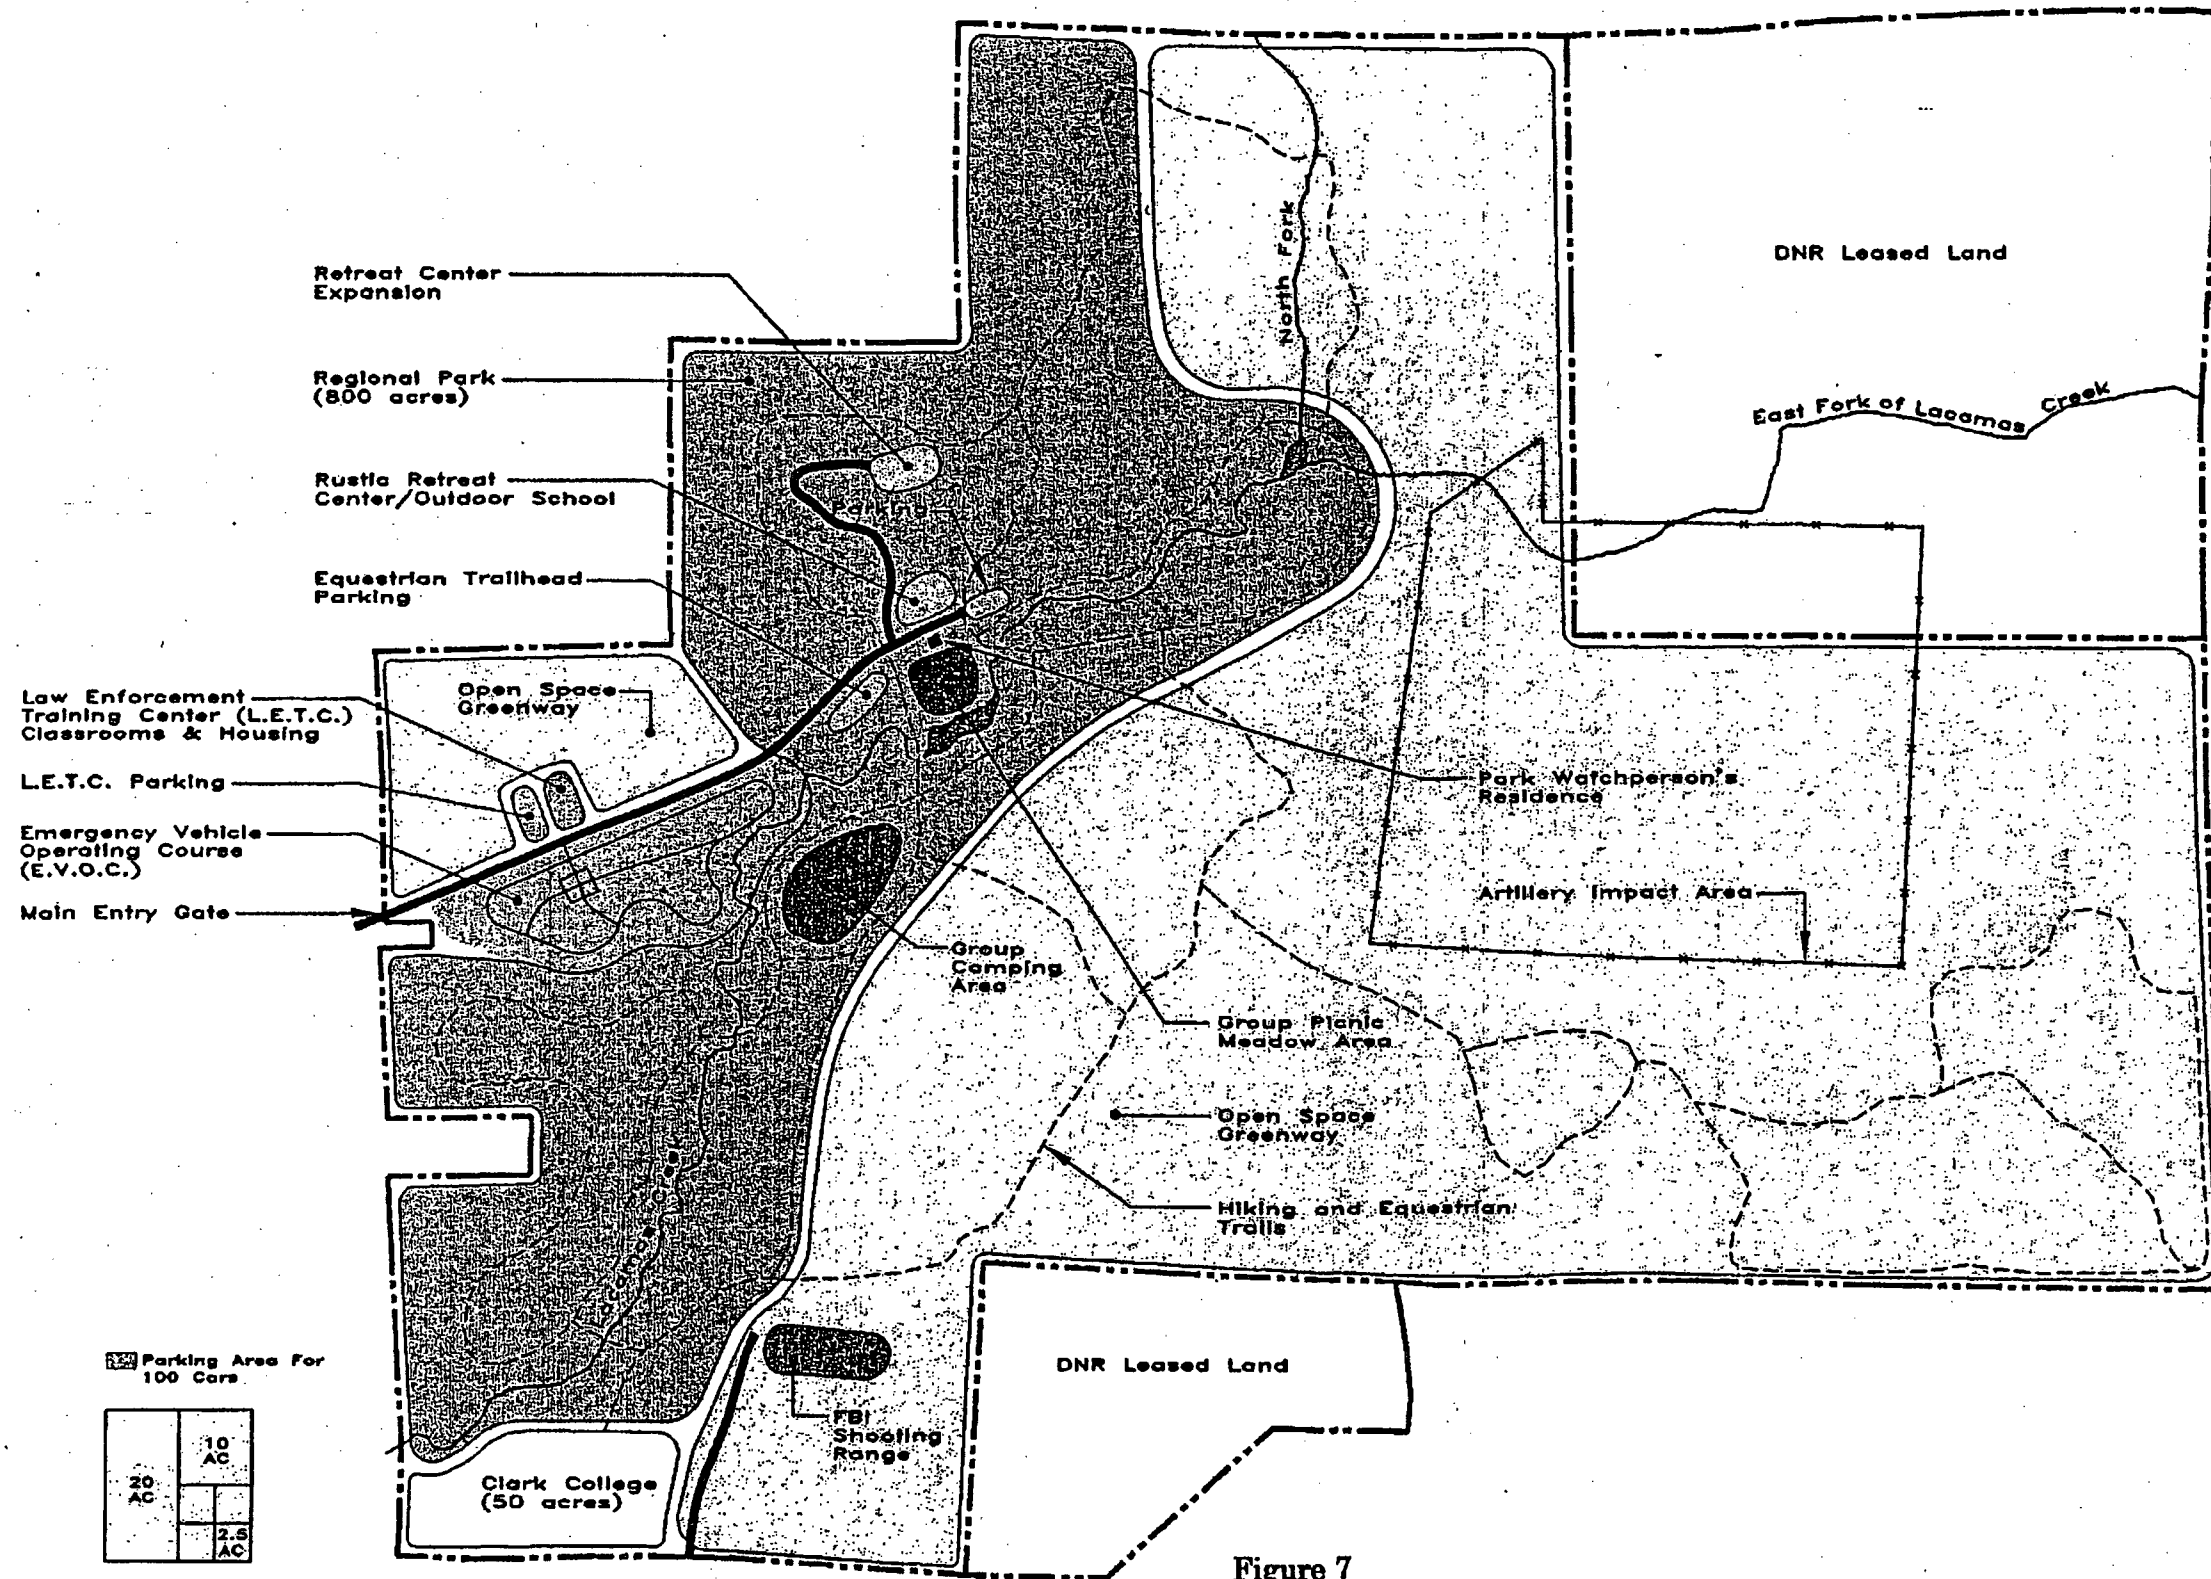 DNR Leased Land
North Fork
Retreat Center
Expansion
Regional Park
(800 acres)
East Fork of Lacamas Creek
Rustic Retreat
Center/Outdoor School
Parking
Equestrian Trailhead
Parking
Law Enforcement
Training Center (L.E.T.C.)
Classrooms & Housing
Open Space
Greenway
L.E.T.C. Parking
Emergency Vehicle
Operating Course
(E.V.O.C.)
Main Entry Gate
Park Watchperson's
Residence
Artillery Impact Area
Group
Camping
Area
Group Picnic
Meadow Area
Open Space
Greenway
Hiking and Equestrian
Trails
Lacamas Creek
Parking Area For
100 Cars
DNR Leased Land
FBI
Shooting
Range
10
AC
20
AC
2.5
AC
Clark College
(50 acres)
Figure 7